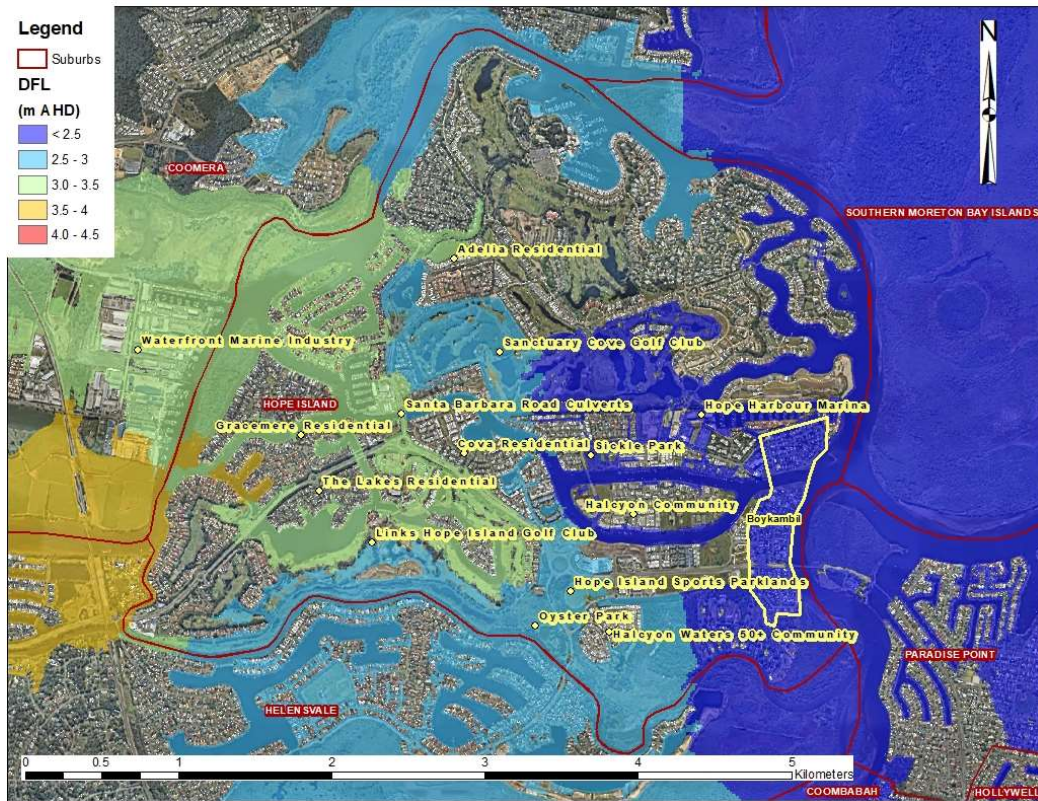 Legend
Suburbs
DFL
(m AHD)
< 2.5
2.5 - 3
3.0 - 3.5
3.5 - 4
4.0 - 4.5
N
COOMERA
SOUTHERN MORETON BAY ISLANDS
Adelia Residential
Waterfront Marine Industry
Sanctuary Cove Golf Club
HOPE ISLAND
Santa Barbara Road Culverts
Hope Harbour Marina
Gracemere Residential
Cova Residential
Sickle Park
The Lakes Residential
Halcyon Community
Boykambil
Links Hope Island Golf Club
Hope Island Sports Parklands
Oyster Park
Halcyon Waters 50+ Community
PARADISE POINT
HELENSVALE
0 1 2 3 4 5
Kilometers
COOMBABAH
HOLLYWELL